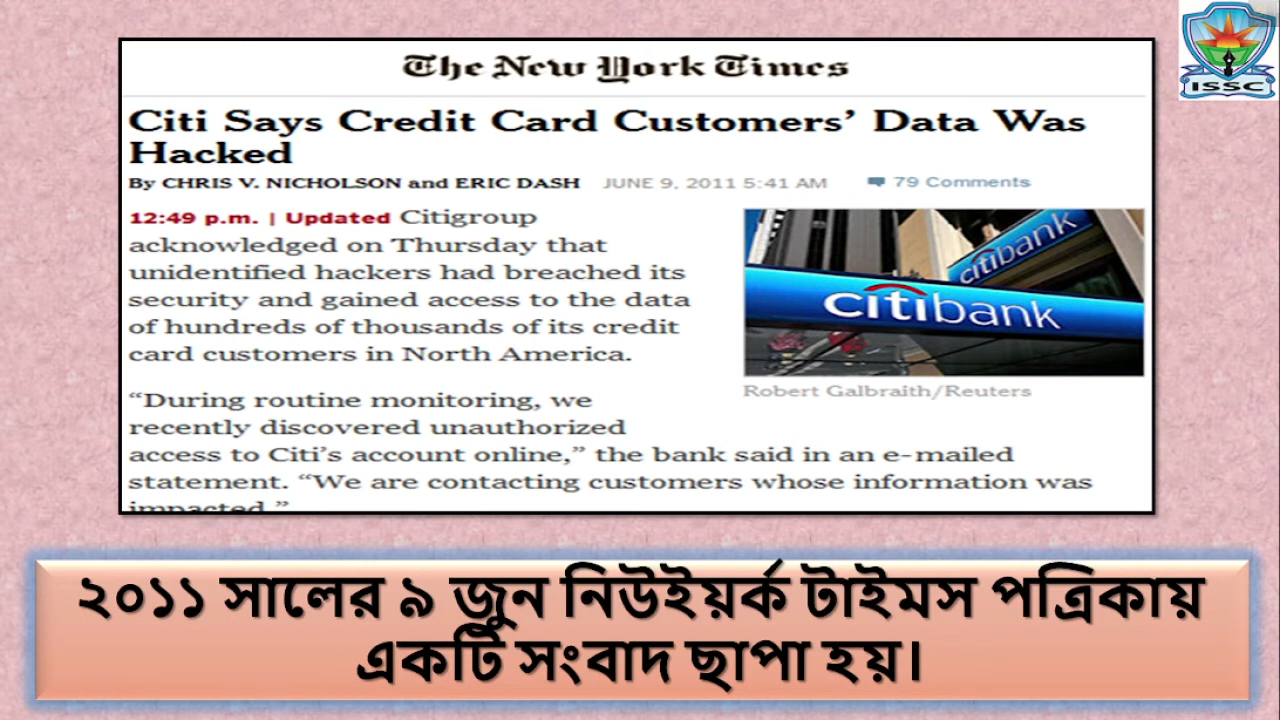 ISSC
The New York Times
Citi Says Credit Card Customers’ Data Was
Hacked
By CHRIS V. NICHOLSON and ERIC DASH JUNE 9, 2011 5:41 AM 79 Comments
12:49 p.m. | Updated Citigroup
acknowledged on Thursday that
unidentified hackers had breached its
security and gained access to the data
of hundreds of thousands of its credit
card customers in North America.
citibank
citibank
Robert Galbraith/Reuters
“During routine monitoring, we
recently discovered unauthorized
access to Citi’s account online,” the bank said in an e-mailed
statement. “We are contacting customers whose information was
impacted.”
২০১১ সালের ৯ জুন নিউইয়র্ক টাইমস পত্রিকায়
একটি সংবাদ ছাপা হয়।